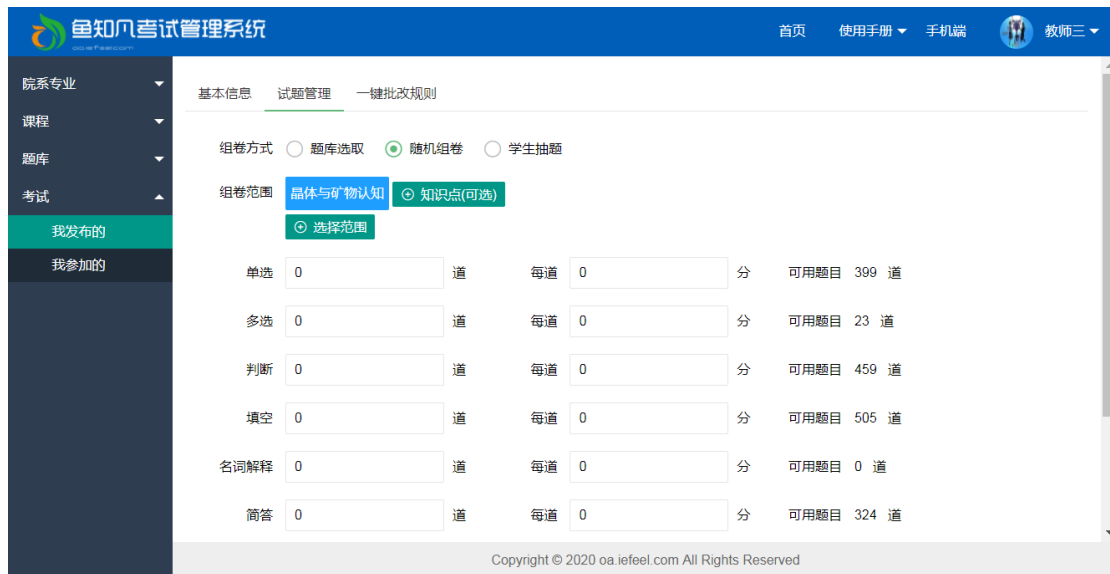 鱼知凡考试管理系统
oa.iefeel.com
首页 使用手册 手机端 教师三
院系专业
课程
题库
考试
我发布的
我参加的
基本信息 试题管理 一键批改规则
组卷方式 题库选取 随机组卷 学生抽题
组卷范围 晶体与矿物认知 知识点(可选)
选择范围
单选 0 道 每道 0 分 可用题目 399 道
多选 0 道 每道 0 分 可用题目 23 道
判断 0 道 每道 0 分 可用题目 459 道
填空 0 道 每道 0 分 可用题目 505 道
名词解释 0 道 每道 0 分 可用题目 0 道
简答 0 道 每道 0 分 可用题目 324 道
Copyright © 2020 oa.iefeel.com All Rights Reserved